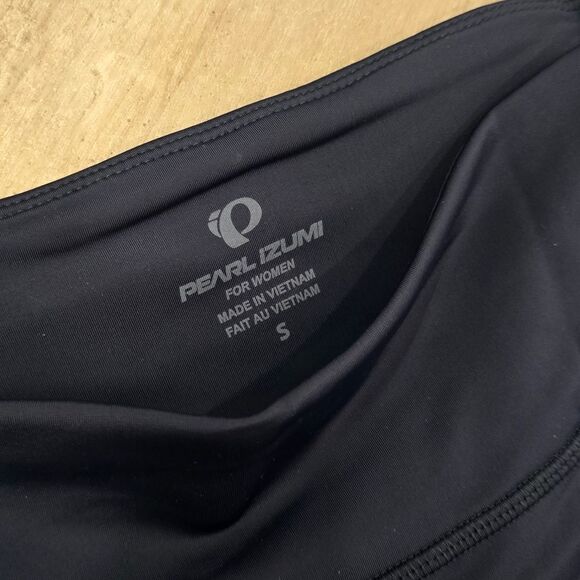 PEARL IZUMI
FOR WOMEN
MADE IN VIETNAM
FAIT AU VIETNAM
S